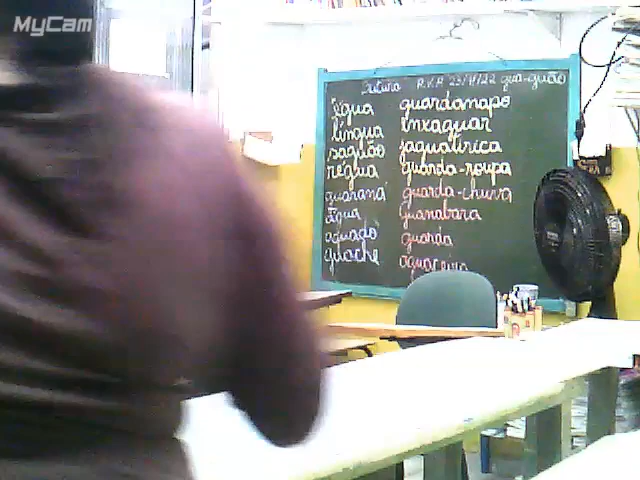 MyCam
Leitura R.V.R 23/11/22 gua-guão
égua guardanapo
língua enxaguar
saguão jaguatirica
régua guarda-roupa
guaraná guarda-chuva
água Guanabara
aguado guarda
guache aguaceiro